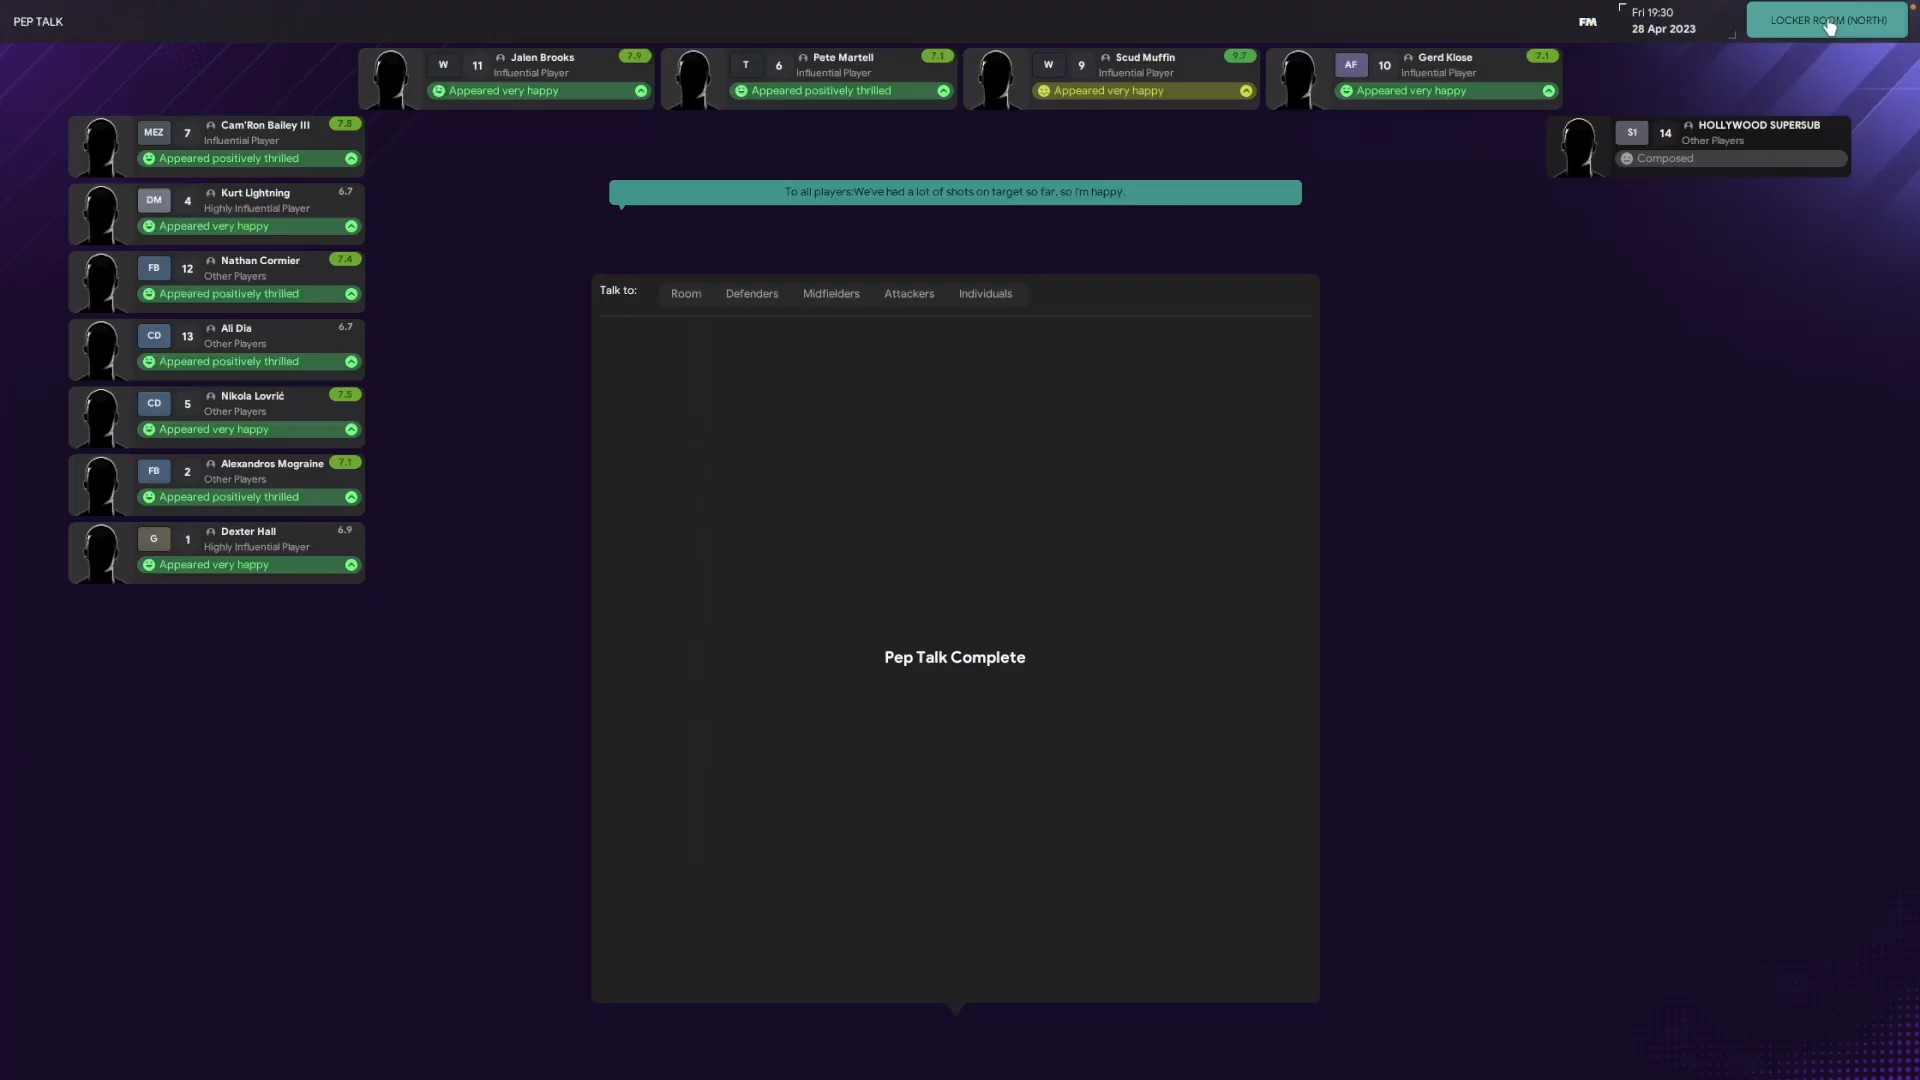 PEP TALK
FM
Fri 19:30
28 Apr 2023
LOCKER ROOM (NORTH)
W 11 Jalen Brooks 7.9
Influential Player
Appeared very happy
T 6 Pete Martell 7.1
Influential Player
Appeared positively thrilled
W 9 Scud Muffin 9.7
Influential Player
Appeared very happy
AF 10 Gerd Klose 7.1
Influential Player
Appeared very happy
MEZ 7 Cam'Ron Bailey III 7.8
Influential Player
Appeared positively thrilled
S1 14 HOLLYWOOD SUPERSUB
Other Players
Composed
To all players:We've had a lot of shots on target so far, so I'm happy.
DM 4 Kurt Lightning 6.7
Highly Influential Player
Appeared very happy
FB 12 Nathan Cormier 7.4
Other Players
Appeared positively thrilled
CD 13 Ali Dia 6.7
Other Players
Appeared positively thrilled
CD 5 Nikola Lovrić 7.5
Other Players
Appeared very happy
FB 2 Alexandros Mograine 7.1
Other Players
Appeared positively thrilled
G 1 Dexter Hall 6.9
Highly Influential Player
Appeared very happy
Talk to: Room Defenders Midfielders Attackers Individuals
Pep Talk Complete